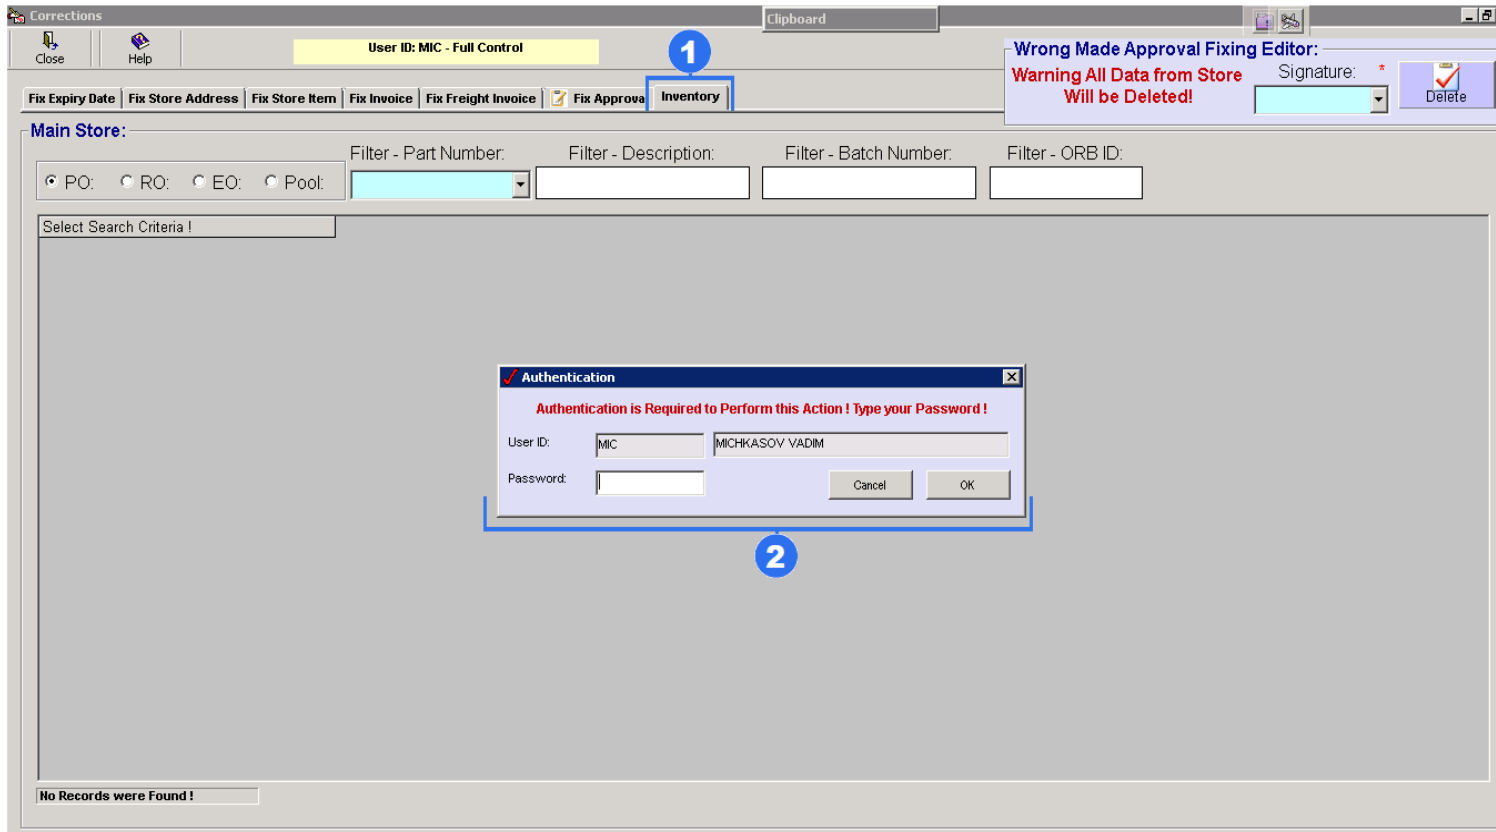 Corrections
Clipboard
Close
Help
User ID: MIC - Full Control
1
Wrong Made Approval Fixing Editor:
Warning All Data from Store
Will be Deleted!
Signature: *
Delete
Fix Expiry Date Fix Store Address Fix Store Item Fix Invoice Fix Freight Invoice Fix Approva Inventory
Main Store:
Filter - Part Number: Filter - Description: Filter - Batch Number: Filter - ORB ID:
PO: RO: EO: Pool:
Select Search Criteria !
Authentication
Authentication is Required to Perform this Action ! Type your Password !
User ID: MIC MICHKASOV VADIM
Password: Cancel OK
2
No Records were Found !